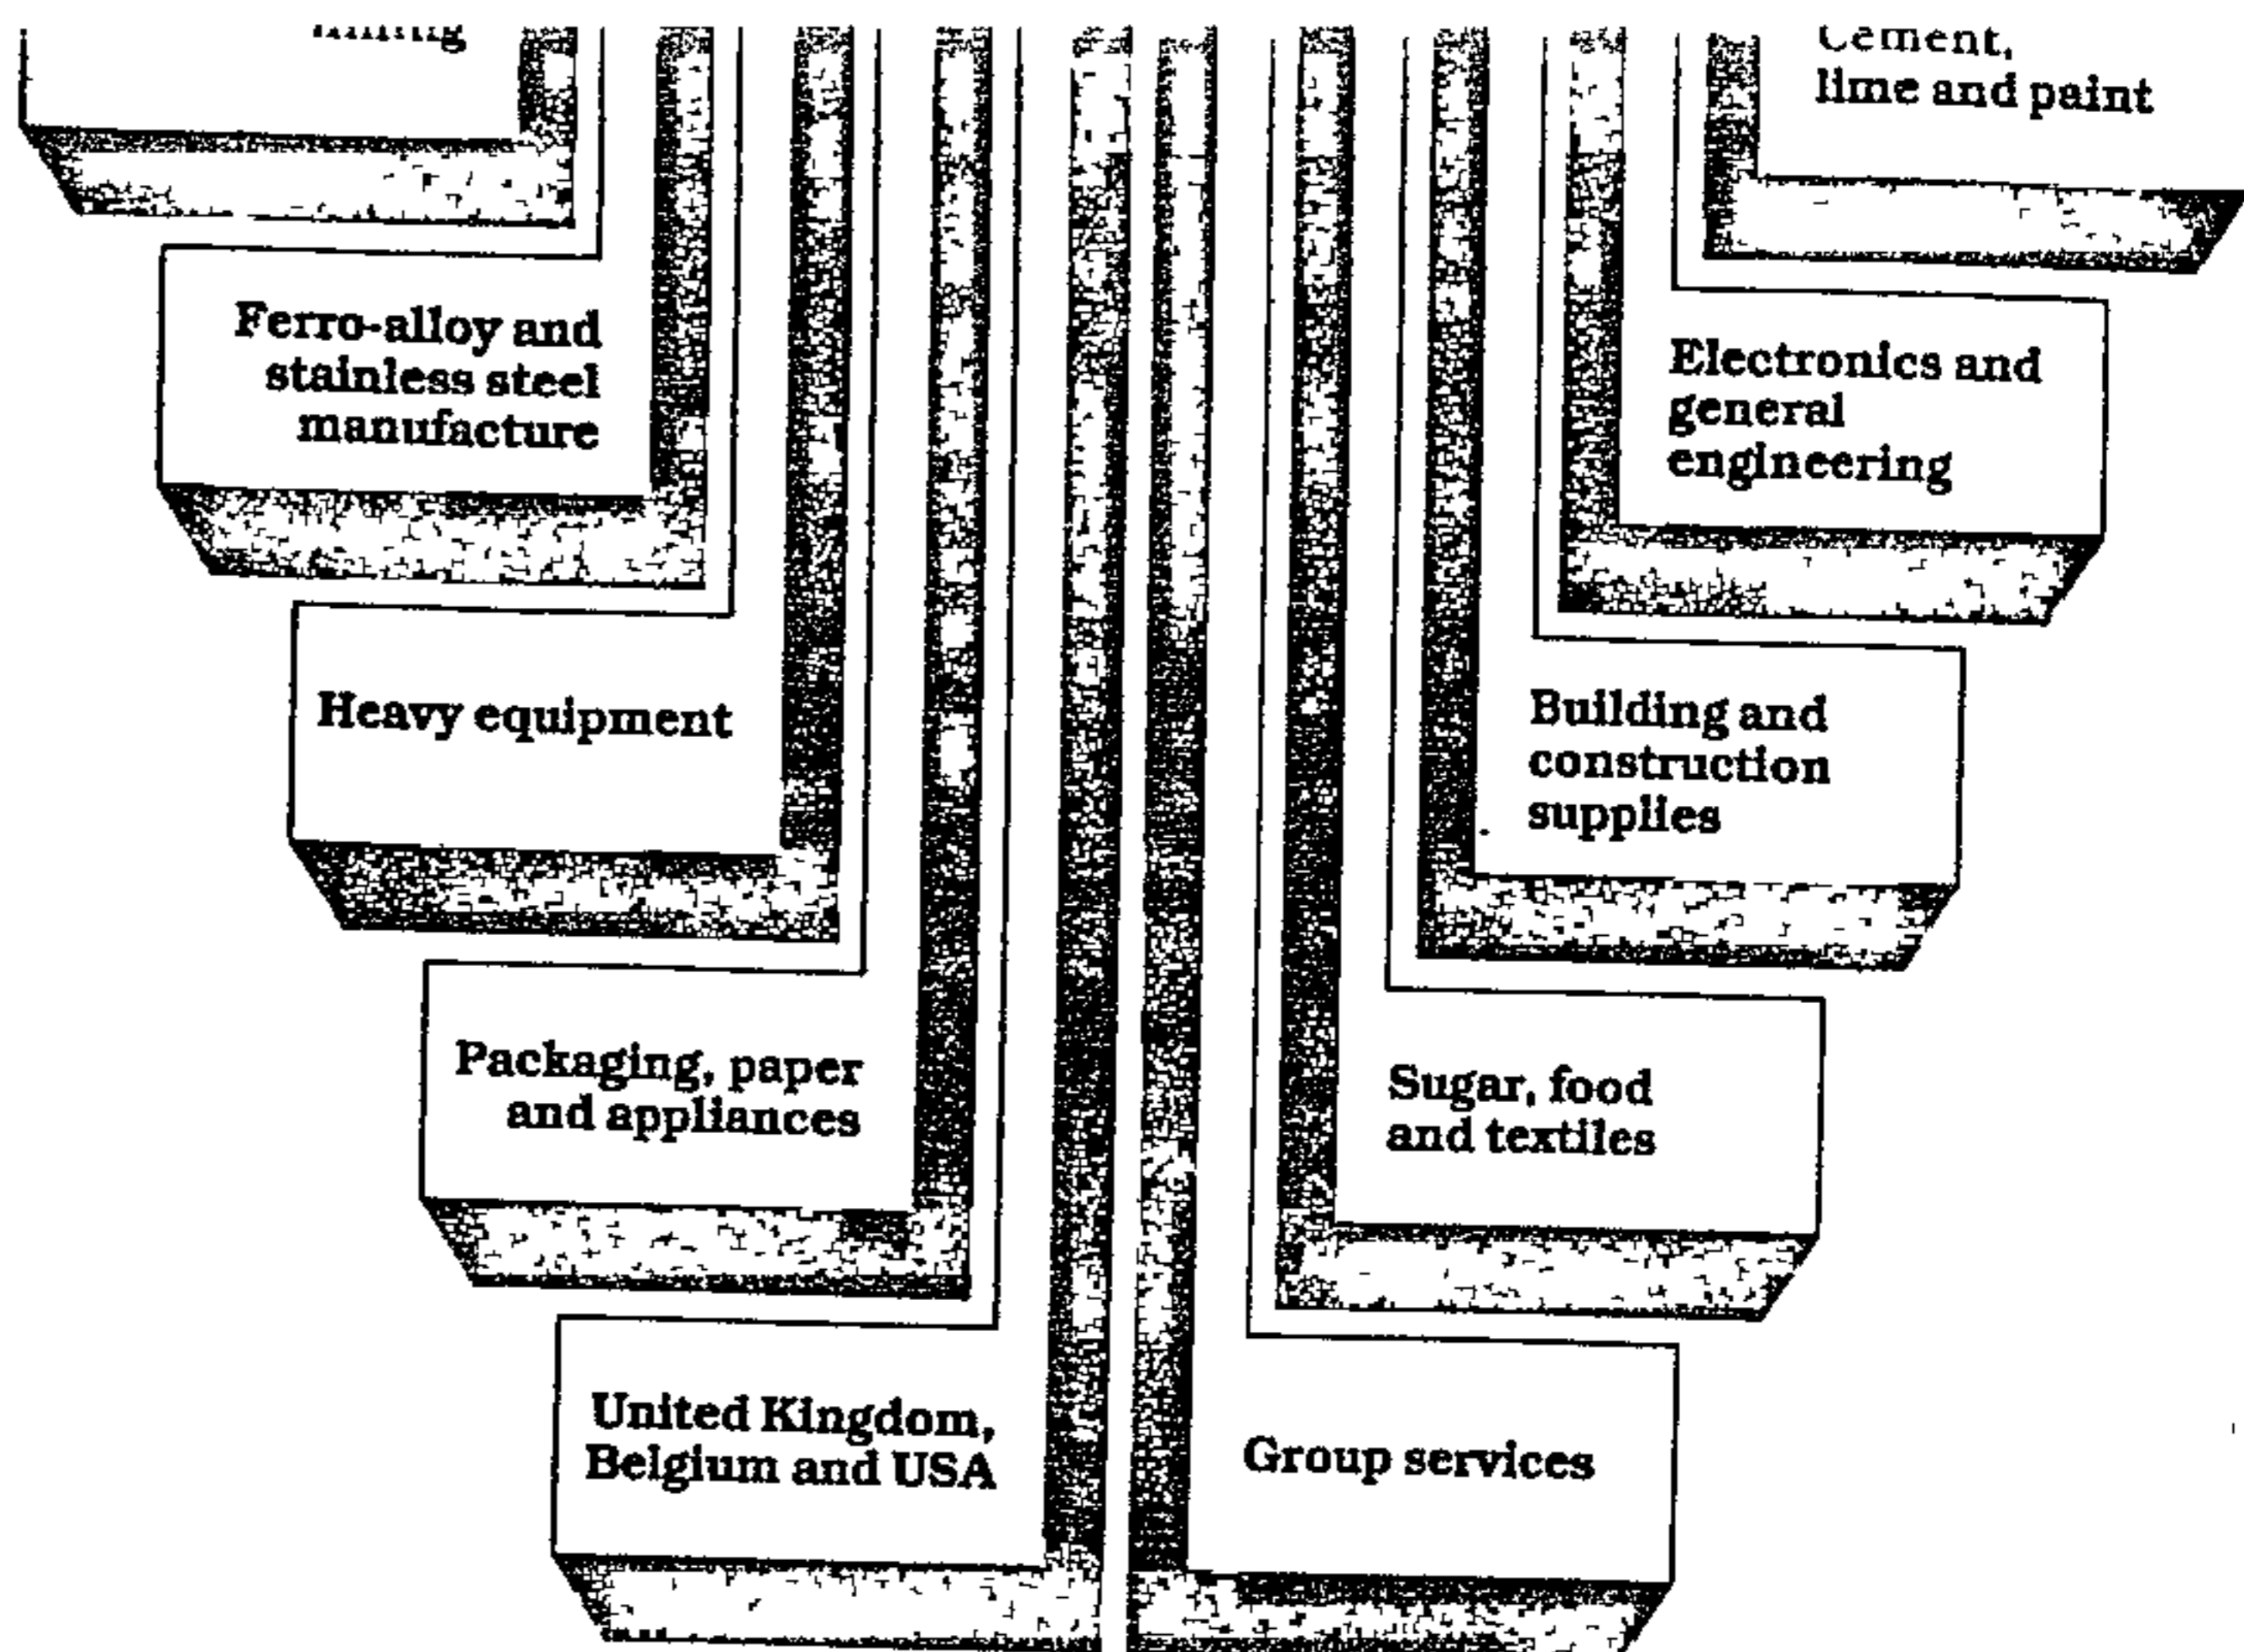 Cement,
lime and paint
Ferro-alloy and
stainless steel
manufacture
Electronics and
general
engineering
Heavy equipment
Building and
construction
supplies
Packaging, paper
and appliances
Sugar, food
and textiles
United Kingdom,
Belgium and USA
Group services